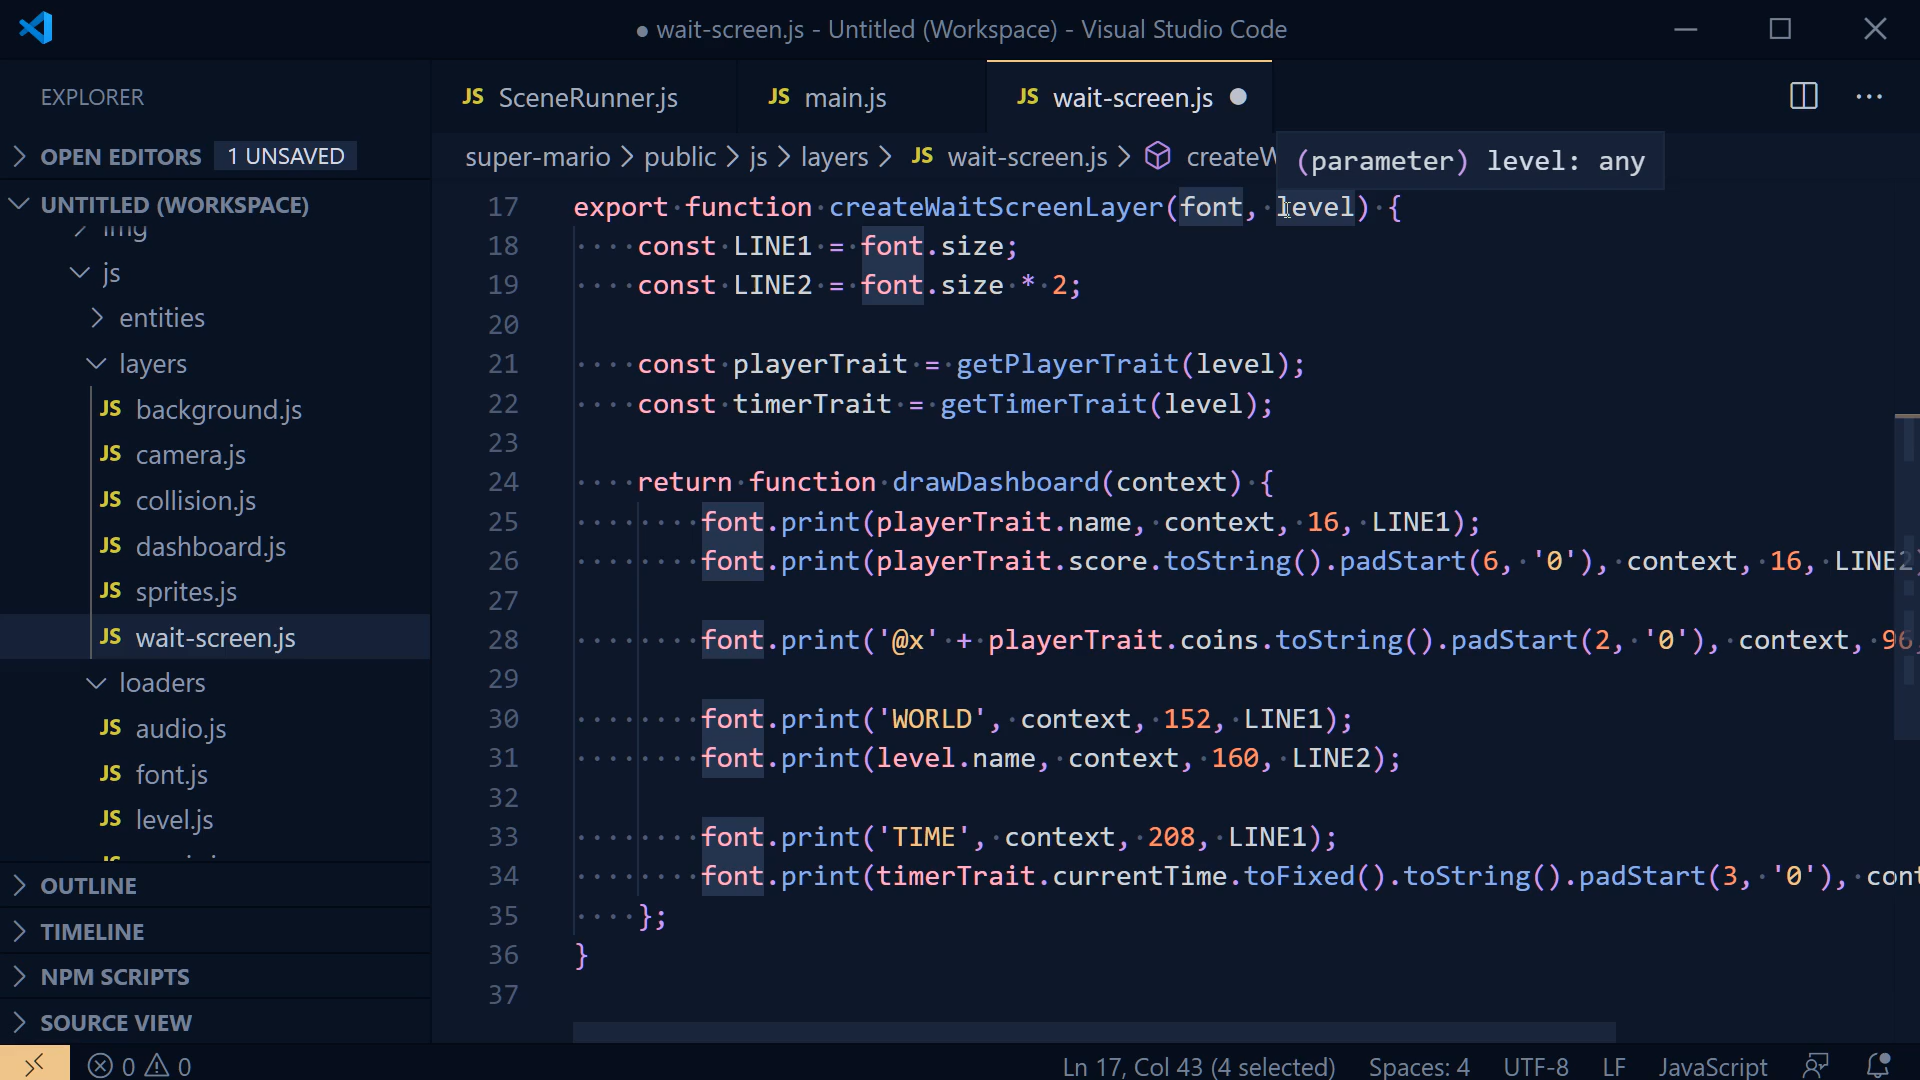 wait-screen.js - Untitled (Workspace) - Visual Studio Code
EXPLORER
JS SceneRunner.js
JS main.js
JS wait-screen.js
OPEN EDITORS 1 UNSAVED
super-mario > public > js > layers > JS wait-screen.js > createW
(parameter) level: any
UNTITLED (WORKSPACE)
img
js
entities
layers
JS background.js
JS camera.js
JS collision.js
JS dashboard.js
JS sprites.js
JS wait-screen.js
loaders
JS audio.js
JS font.js
JS level.js
OUTLINE
TIMELINE
NPM SCRIPTS
SOURCE VIEW
17 export function createWaitScreenLayer(font, level) {
18 const LINE1 = font.size;
19 const LINE2 = font.size * 2;
20
21 const playerTrait = getPlayerTrait(level);
22 const timerTrait = getTimerTrait(level);
23
24 return function drawDashboard(context) {
25 font.print(playerTrait.name, context, 16, LINE1);
26 font.print(playerTrait.score.toString().padStart(6, '0'), context, 16, LINE2)
27
28 font.print('@x' + playerTrait.coins.toString().padStart(2, '0'), context, 96,
29
30 font.print('WORLD', context, 152, LINE1);
31 font.print(level.name, context, 160, LINE2);
32
33 font.print('TIME', context, 208, LINE1);
34 font.print(timerTrait.currentTime.toFixed().toString().padStart(3, '0'), cont
35 };
36 }
37
0 0
Ln 17, Col 43 (4 selected) Spaces: 4 UTF-8 LF JavaScript